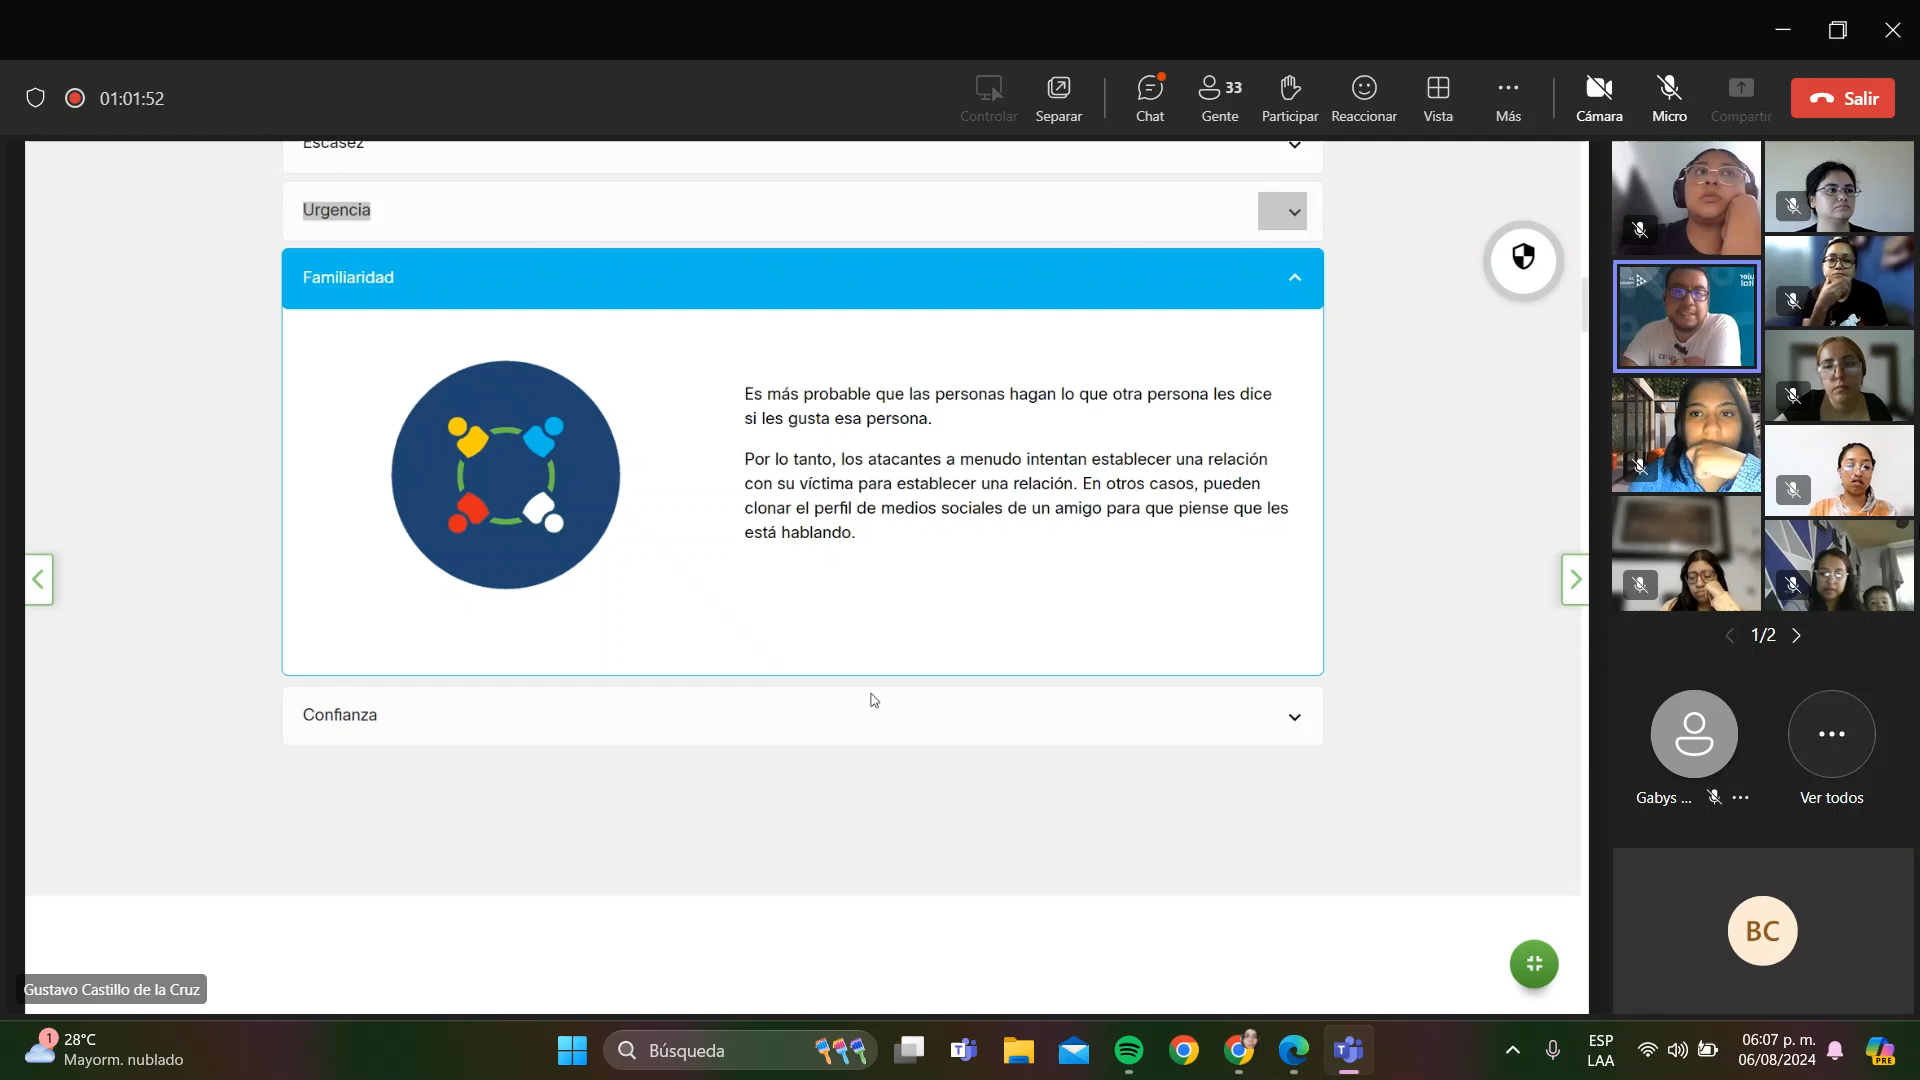 01:01:52
Controlar
Separar
Chat
33
Gente
Participar
Reaccionar
Vista
Más
Cámara
Micro
Compartir
Salir
Escasez
Urgencia
Familiaridad
Es más probable que las personas hagan lo que otra persona les dice
si les gusta esa persona.
Por lo tanto, los atacantes a menudo intentan establecer una relación
con su víctima para establecer una relación. En otros casos, pueden
clonar el perfil de medios sociales de un amigo para que piense que les
está hablando.
Confianza
1/2
Gabys ...
Ver todos
BC
Gustavo Castillo de la Cruz
1
28°C
Mayorm. nublado
Búsqueda
ESP
LAA
06:07 p. m.
06/08/2024
PRE